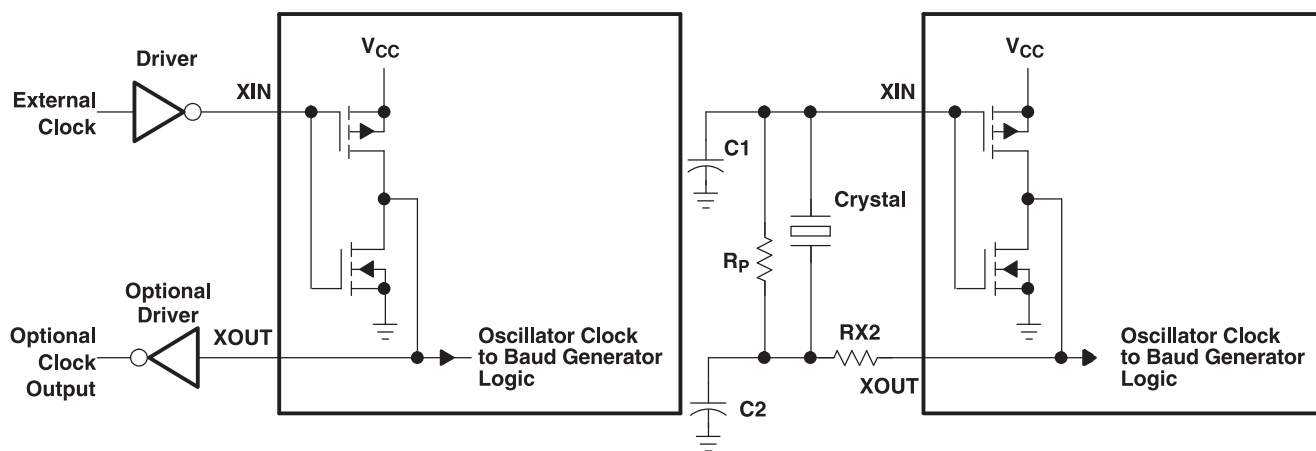 Driver
External
Clock
XIN
VCC
Optional
Driver
Optional
Clock
Output
XOUT
Oscillator Clock
to Baud Generator
Logic
C1
RP
Crystal
C2
RX2
XIN
XOUT
VCC
Oscillator Clock
to Baud Generator
Logic